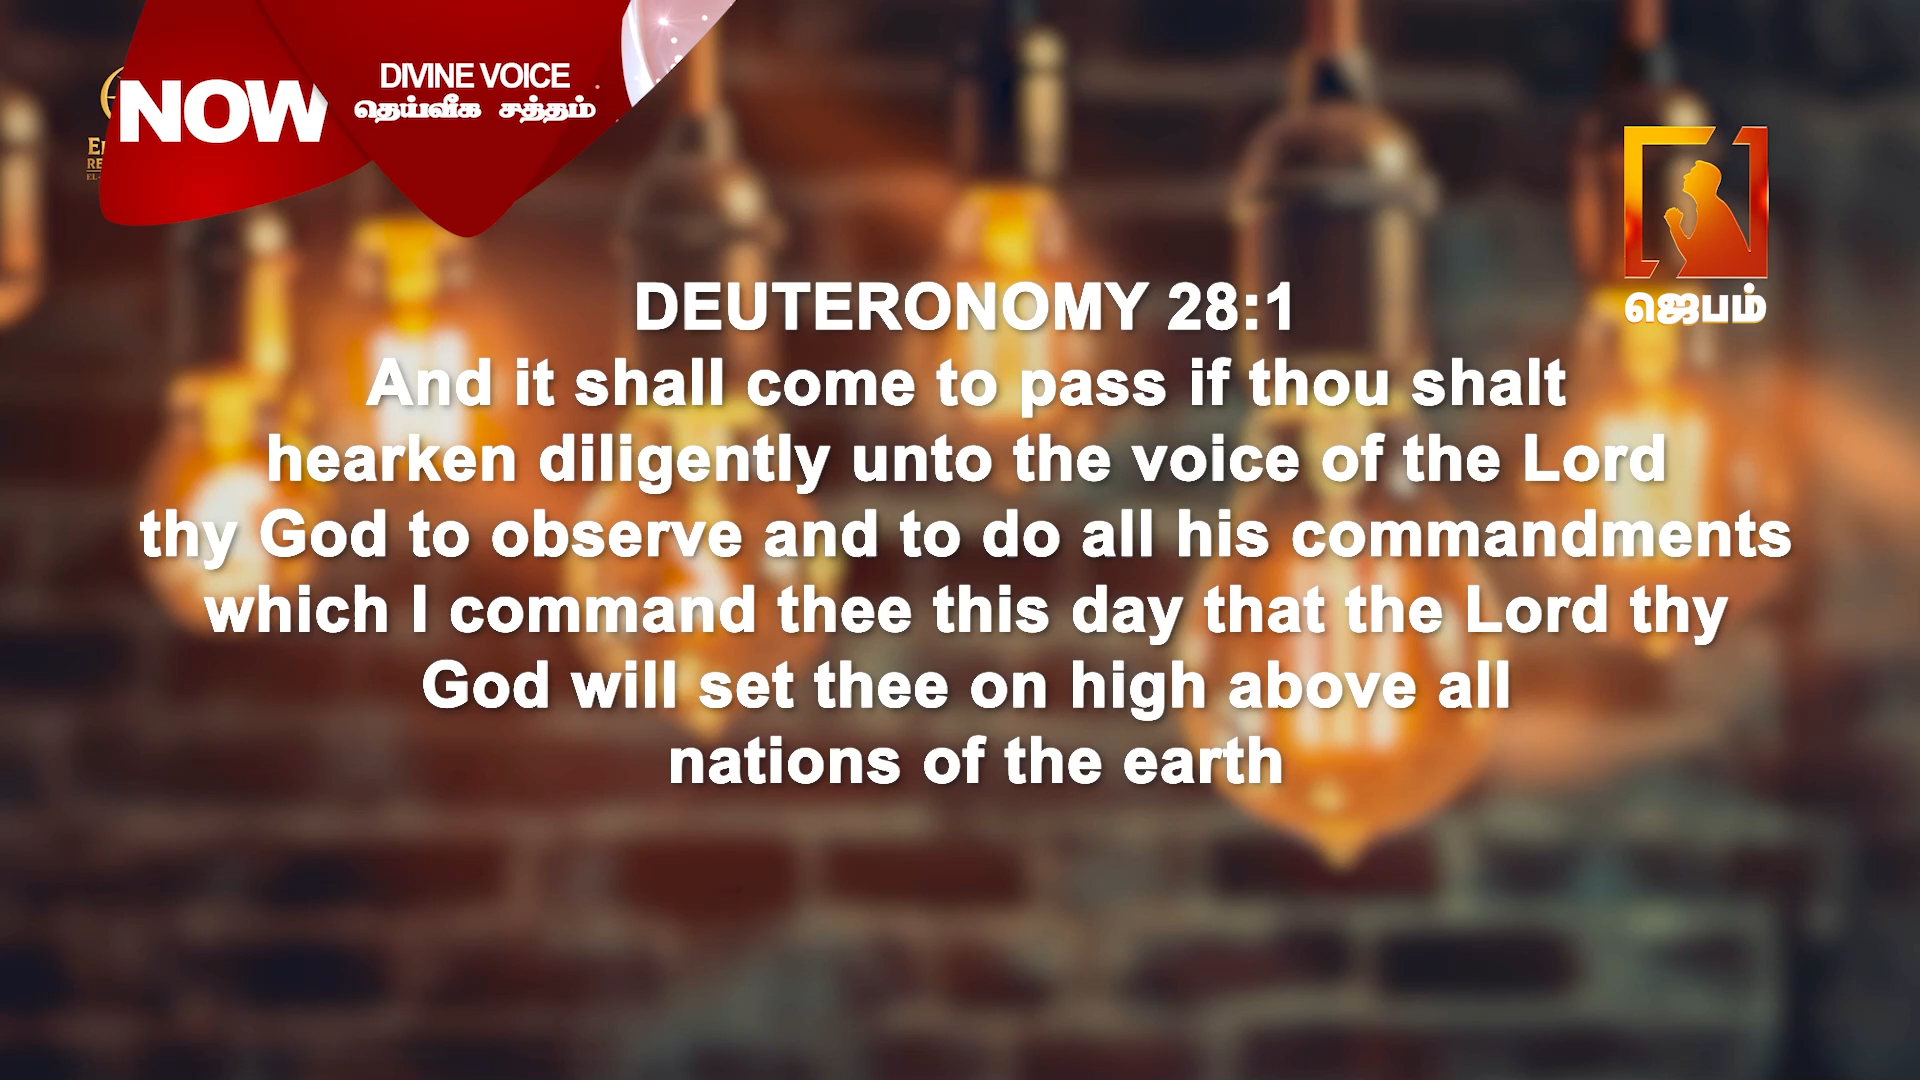 NOW
DIVINE VOICE
தெய்வீக சத்தம்
ஜெபம்
DEUTERONOMY 28:1
And it shall come to pass if thou shalt
hearken diligently unto the voice of the Lord
thy God to observe and to do all his commandments
which I command thee this day that the Lord thy
God will set thee on high above all
nations of the earth